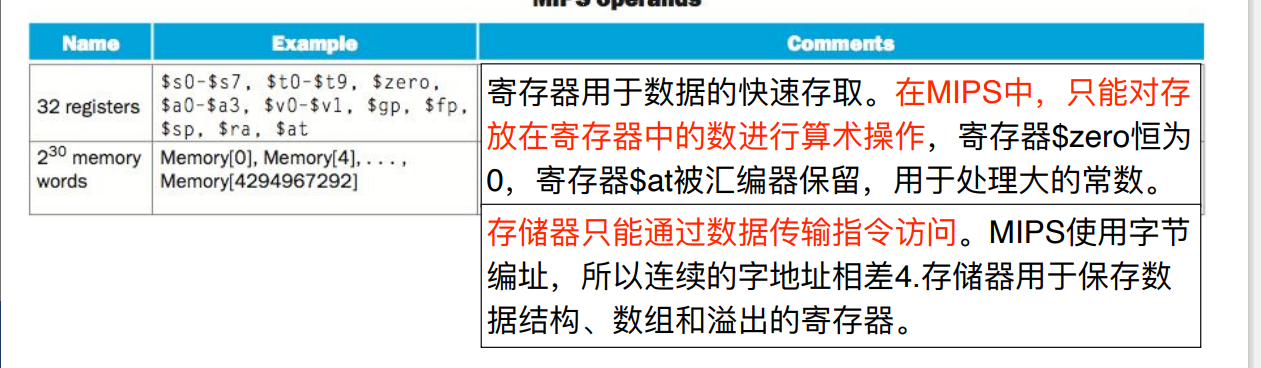 MIPS operands
Name
Example
Comments
32 registers
$s0-$s7, $t0-$t9, $zero,
$a0-$a3, $v0-$v1, $gp, $fp,
$sp, $ra, $at
寄存器用于数据的快速存取。在MIPS中，只能对存
放在寄存器中的数进行算术操作，寄存器$zero恒为
0，寄存器$at被汇编器保留，用于处理大的常数。
2³⁰ memory
words
Memory[0], Memory[4], . . . ,
Memory[4294967292]
存储器只能通过数据传输指令访问。MIPS使用字节
编址，所以连续的字地址相差4.存储器用于保存数
据结构、数组和溢出的寄存器。